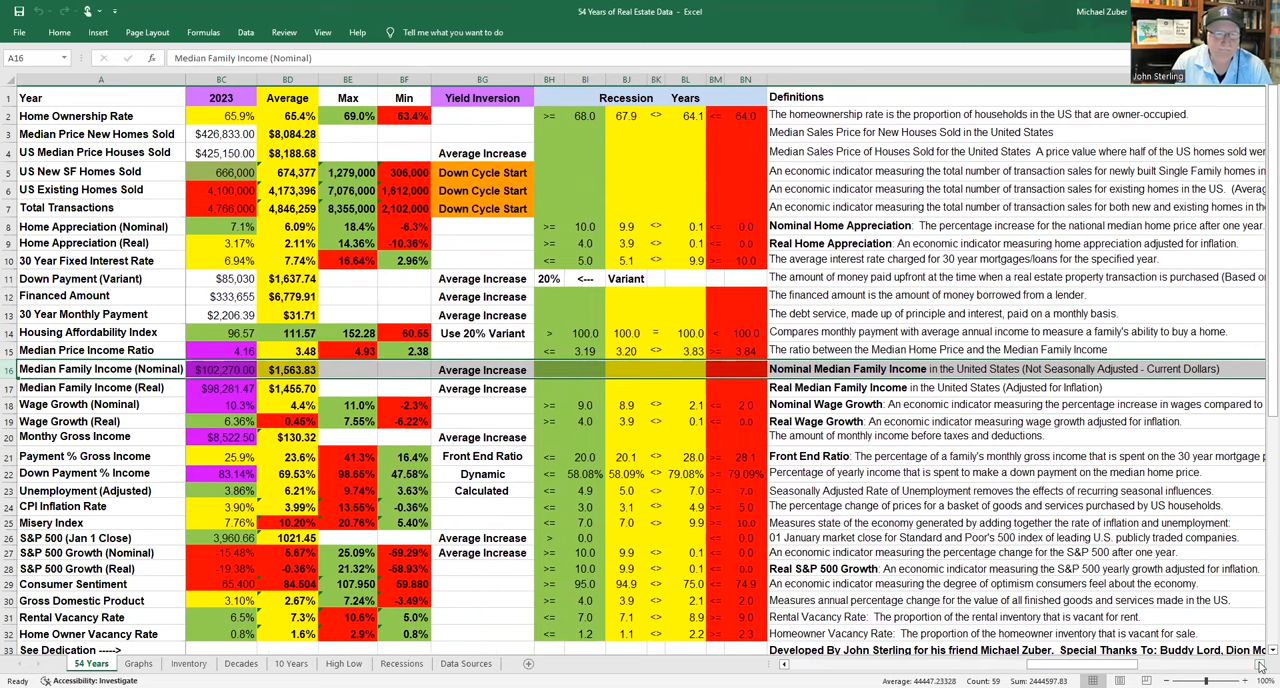 54 Years of Real Estate Data - Excel
Michael Zuber
File Home Insert Page Layout Formulas Data Review View Help Tell me what you want to do
John Sterling
A16 fx Median Family Income (Nominal)
A BC BD BE BF BG BH BI BJ BK BL BM BN
1 Year 2023 Average Max Min Yield Inversion Recession Years Definitions
2 Home Ownership Rate 65.9% 65.4% 69.0% 63.4% >= 68.0 67.9 <> 64.1 <= 64.0 The homeownership rate is the proportion of households in the US that are owner-occupied.
3 Median Price New Homes Sold $426,833.00 $8,084.28 Median Sales Price for New Houses Sold in the United States
4 US Median Price Houses Sold $425,150.00 $8,188.68 Average Increase Median Sales Price of Houses Sold for the United States A price value where half of the US homes sold wer
5 US New SF Homes Sold 666,000 674,377 1,279,000 306,000 Down Cycle Start An economic indicator measuring the total number of transaction sales for newly built Single Family homes in
6 US Existing Homes Sold 4,100,000 4,173,396 7,076,000 1,612,000 Down Cycle Start An economic indicator measuring the total number of transaction sales for existing homes in the US. (Averag
7 Total Transactions 4,766,000 4,846,259 8,355,000 2,102,000 Down Cycle Start An economic indicator measuring the total number of transaction sales for both new and existing homes in the
8 Home Appreciation (Nominal) 7.1% 6.09% 18.4% -6.3% >= 10.0 9.9 <> 0.1 <= 0.0 Nominal Home Appreciation: The percentage increase for the national median home price after one year.
9 Home Appreciation (Real) 3.17% 2.11% 14.36% -10.36% >= 4.0 3.9 <> 0.1 <= 0.0 Real Home Appreciation: An economic indicator measuring home appreciation adjusted for inflation.
10 30 Year Fixed Interest Rate 6.94% 7.74% 16.64% 2.96% <= 5.0 5.1 <> 9.9 >= 10.0 The average interest rate charged for 30 year mortgages/loans for the specified year.
11 Down Payment (Variant) $85,030 $1,637.74 Average Increase 20% <--- Variant The amount of money paid upfront at the time when a real estate property transaction is purchased (Based on
12 Financed Amount $333,655 $6,779.91 Average Increase The financed amount is the amount of money borrowed from a lender.
13 30 Year Monthly Payment $2,206.39 $31.71 Average Increase The debt service, made up of principle and interest, paid on a monthly basis.
14 Housing Affordability Index 96.57 111.57 152.28 60.55 Use 20% Variant > 100.0 100.0 = 100.0 < 100.0 Compares monthly payment with average annual income to measure a family's ability to buy a home.
15 Median Price Income Ratio 4.16 3.48 4.93 2.38 <= 3.19 3.20 <> 3.83 >= 3.84 The ratio between the Median Home Price and the Median Family Income
16 Median Family Income (Nominal) $102,270.00 $1,563.83 Average Increase Nominal Median Family Income in the United States (Not Seasonally Adjusted - Current Dollars)
17 Median Family Income (Real) $98,281.47 $1,455.70 Average Increase Real Median Family Income in the United States (Adjusted for Inflation)
18 Wage Growth (Nominal) 10.3% 4.4% 11.0% -2.3% >= 9.0 8.9 <> 2.1 <= 2.0 Nominal Wage Growth: An economic indicator measuring the percentage increase in wages compared to
19 Wage Growth (Real) 6.36% 0.45% 7.55% -6.22% >= 4.0 3.9 <> 0.1 <= 0.0 Real Wage Growth: An economic indicator measuring wage growth adjusted for inflation.
20 Monthy Gross Income $8,522.50 $130.32 Average Increase The amount of monthly income before taxes and deductions.
21 Payment % Gross Income 25.9% 23.6% 41.3% 16.4% Front End Ratio <= 20.0 20.1 <> 28.0 >= 28.1 Front End Ratio: The percentage of a family's monthly gross income that is spent on the 30 year mortgage
22 Down Payment % Income 83.14% 69.53% 98.65% 47.58% Dynamic <= 58.08% 58.09% <> 79.08% >= 79.09% Percentage of yearly income that is spent to make a down payment on the median home price.
23 Unemployment (Adjusted) 3.86% 6.21% 9.74% 3.63% Calculated <= 4.9 5.0 <> 7.0 >= 7.0 Seasonally Adjusted Rate of Unemployment removes the effects of recurring seasonal influences.
24 CPI Inflation Rate 3.90% 3.99% 13.55% -0.36% <= 3.0 3.1 <> 4.9 >= 5.0 The percentage change of prices for a basket of goods and services purchased by US households.
25 Misery Index 7.76% 10.20% 20.76% 5.40% <= 7.0 7.0 <> 9.9 >= 10.0 Measures state of the economy generated by adding together the rate of inflation and unemployment:
26 S&P 500 (Jan 1 Close) 3,960.66 1021.45 Average Increase > 0.0 <= 0.0 01 January market close for Standard and Poor's 500 index of leading U.S. publicly traded companies.
27 S&P 500 Growth (Nominal) -15.48% 5.67% 25.09% -59.29% Average Increase >= 10.0 9.9 <> 0.1 <= 0.0 An economic indicator measuring the percentage change for the S&P 500 after one year.
28 S&P 500 Growth (Real) -19.38% -0.36% 21.32% -58.93% >= 10.0 9.9 <> 0.1 <= 0.0 Real S&P 500 Growth: An economic indicator measuring the S&P 500 yearly growth adjusted for inflation.
29 Consumer Sentiment 65.400 84.504 107.950 59.880 >= 95.0 94.9 <> 75.0 <= 74.9 An economic indicator measuring the degree of optimism consumers feel about the economy.
30 Gross Domestic Product 3.10% 2.67% 7.24% -3.49% >= 4.0 3.9 <> 2.1 <= 2.0 Measures annual percentage change for the value of all finished goods and services made in the US.
31 Rental Vacancy Rate 6.5% 7.3% 10.6% 5.0% <= 7.0 7.1 <> 8.9 >= 9.0 Rental Vacancy Rate: The proportion of the rental inventory that is vacant for rent.
32 Home Owner Vacancy Rate 0.8% 1.6% 2.9% 0.8% <= 1.2 1.1 <> 2.2 >= 2.3 Homeowner Vacancy Rate: The proportion of the homeowner inventory that is vacant for sale.
33 See Dedication -----> Developed By John Sterling for his friend Michael Zuber. Special Thanks To: Buddy Lord, Dion Mc
54 Years Graphs Inventory Decades 10 Years High Low Recessions Data Sources
Ready Accessibility: Investigate Average: 44447.23328 Count: 59 Sum: 2444597.83 100%